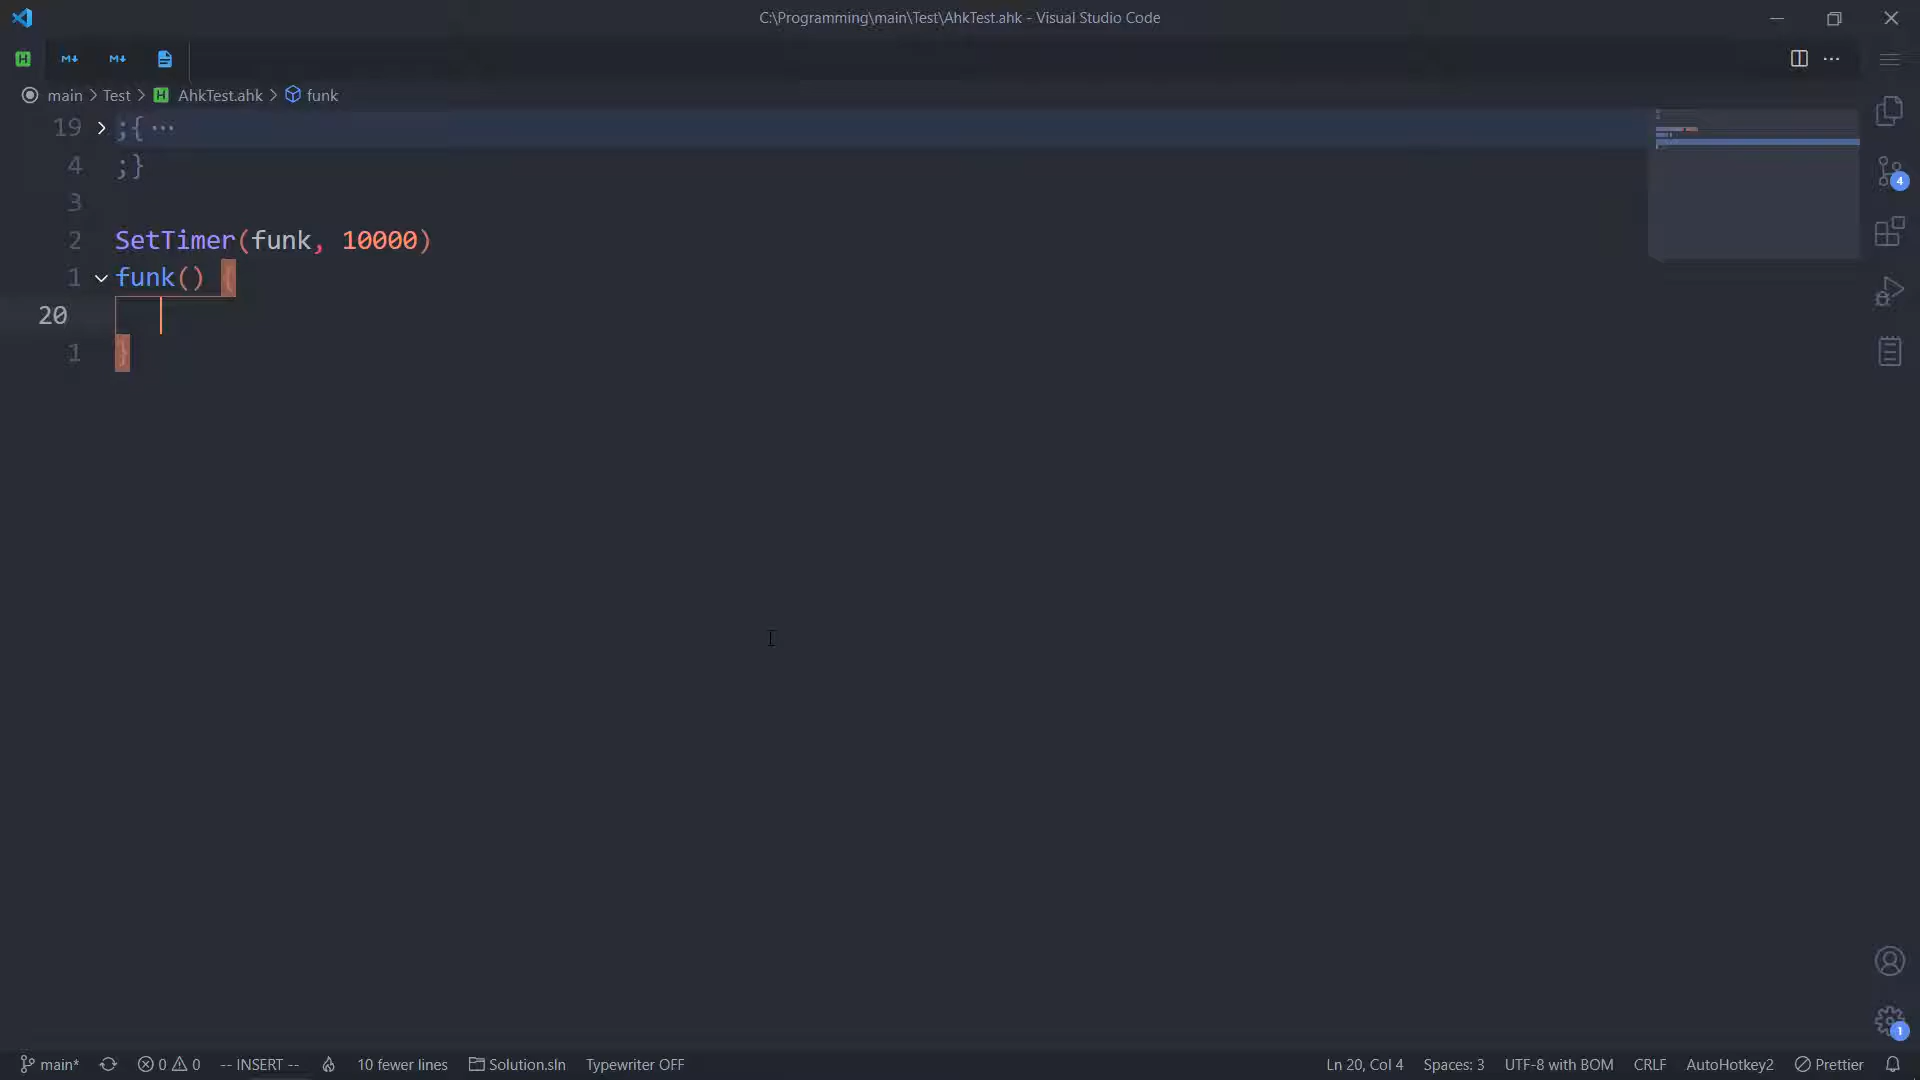 C:\Programming\main\Test\AhkTest.ahk - Visual Studio Code
main > Test > AhkTest.ahk > funk
19 ;{ ···
4 ;}
3
2 SetTimer(funk, 10000)
1 funk() {
20
1 }
4
1
main* 0 0 -- INSERT -- 10 fewer lines Solution.sln Typewriter OFF Ln 20, Col 4 Spaces: 3 UTF-8 with BOM CRLF AutoHotkey2 Prettier